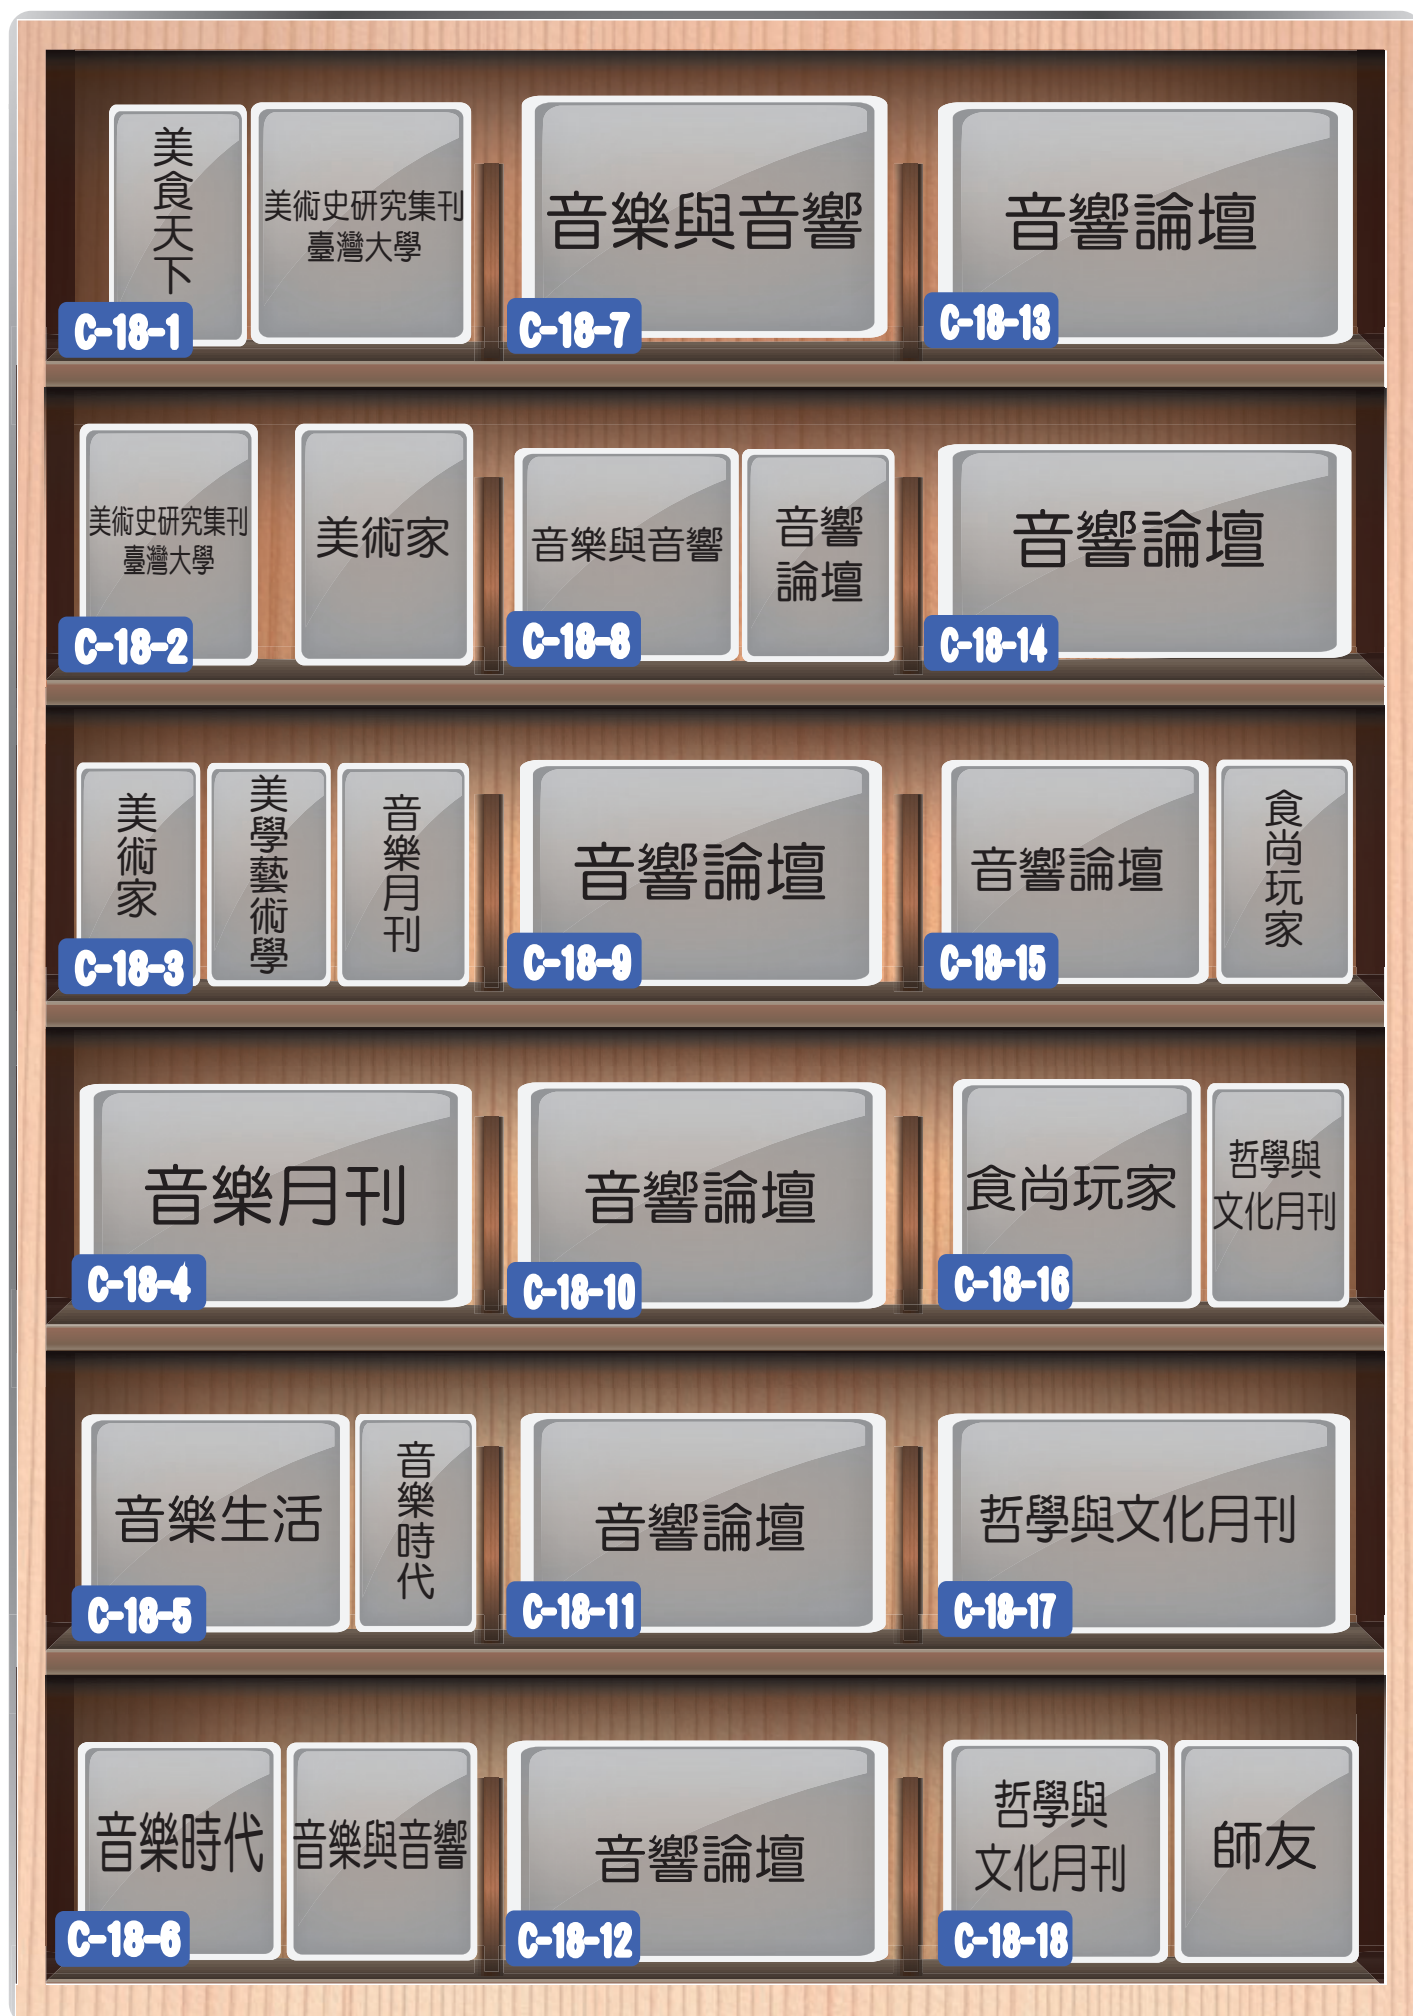 美食天下
美術史研究集刊
臺灣大學
C-18-1
音樂與音響
C-18-7
音響論壇
C-18-13
美術史研究集刊
臺灣大學
美術家
C-18-2
音樂與音響
音響
論壇
C-18-8
音響論壇
C-18-14
美術家
美學藝術學
音樂月刊
C-18-3
音響論壇
C-18-9
音響論壇
食尚玩家
C-18-15
音樂月刊
C-18-4
音響論壇
C-18-10
食尚玩家
哲學與
文化月刊
C-18-16
音樂生活
音樂時代
C-18-5
音響論壇
C-18-11
哲學與文化月刊
C-18-17
音樂時代
音樂與音響
C-18-6
音響論壇
C-18-12
哲學與
文化月刊
師友
C-18-18